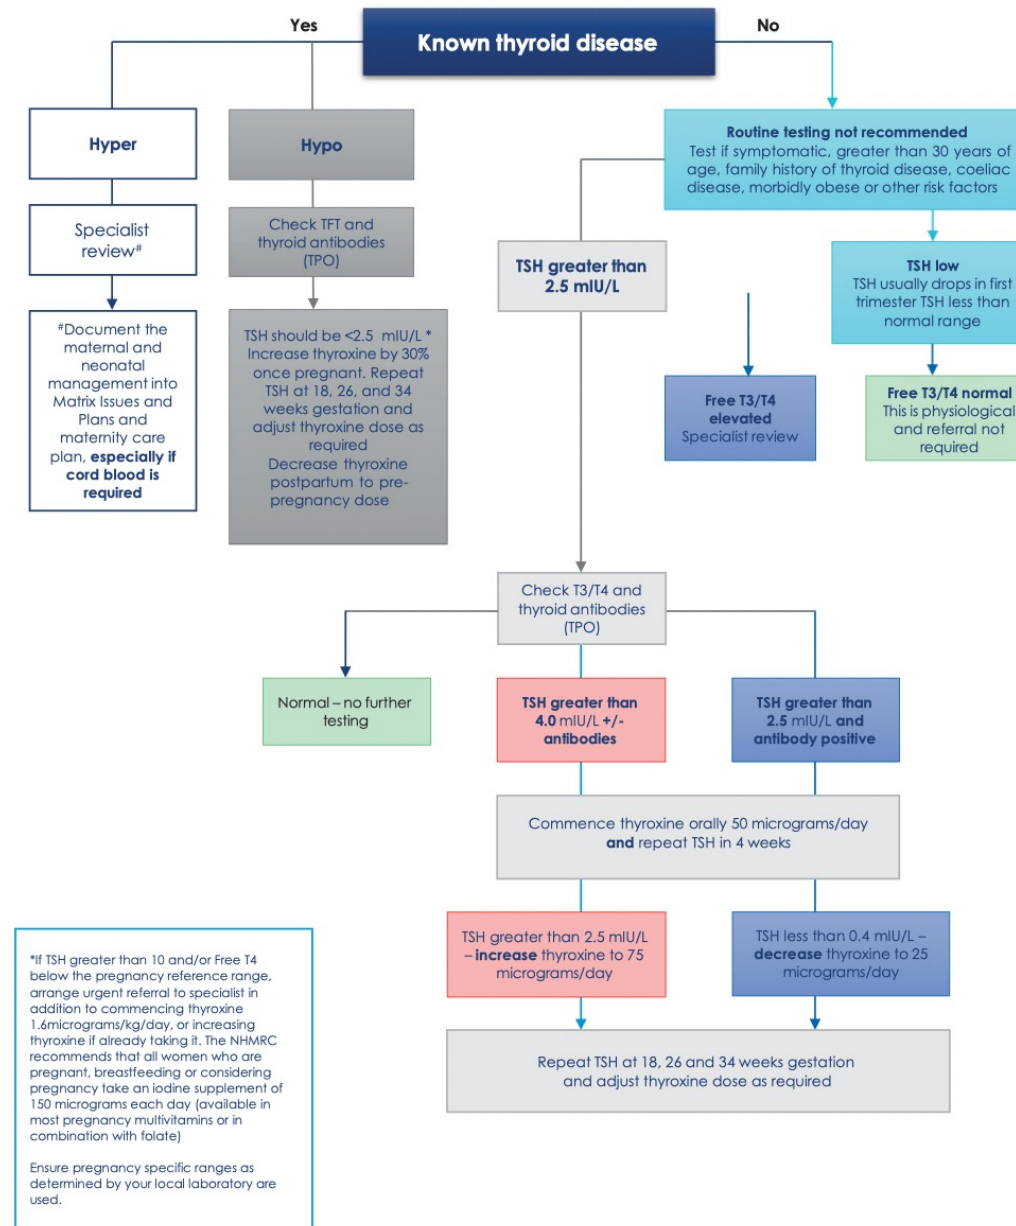 Yes
Known thyroid disease
No
Hyper
Specialist
review#
#Document the
maternal and
neonatal
management into
Matrix Issues and
Plans and
maternity care
plan, especially if
cord blood is
required
Hypo
Check TFT and
thyroid antibodies
(TPO)
TSH should be <2.5 mIU/L *
Increase thyroxine by 30%
once pregnant. Repeat
TSH at 18, 26, and 34
weeks gestation and
adjust thyroxine dose as
required
Decrease thyroxine
postpartum to pre-
pregnancy dose
Routine testing not recommended
Test if symptomatic, greater than 30 years of
age, family history of thyroid disease, coeliac
disease, morbidly obese or other risk factors
TSH greater than
2.5 mIU/L
TSH low
TSH usually drops in first
trimester TSH less than
normal range
Free T3/T4
elevated
Specialist review
Free T3/T4 normal
This is physiological
and referral not
required
Check T3/T4 and
thyroid antibodies
(TPO)
Normal – no further
testing
TSH greater than
4.0 mIU/L +/-
antibodies
TSH greater than
2.5 mIU/L and
antibody positive
Commence thyroxine orally 50 micrograms/day
and repeat TSH in 4 weeks
TSH greater than 2.5 mIU/L
– increase thyroxine to 75
micrograms/day
TSH less than 0.4 mIU/L –
decrease thyroxine to 25
micrograms/day
Repeat TSH at 18, 26 and 34 weeks gestation
and adjust thyroxine dose as required
*If TSH greater than 10 and/or Free T4
below the pregnancy reference range,
arrange urgent referral to specialist in
addition to commencing thyroxine
1.6micrograms/kg/day, or increasing
thyroxine if already taking it. The NHMRC
recommends that all women who are
pregnant, breastfeeding or considering
pregnancy take an iodine supplement of
150 micrograms each day (available in
most pregnancy multivitamins or in
combination with folate)
Ensure pregnancy specific ranges as
determined by your local laboratory are
used.